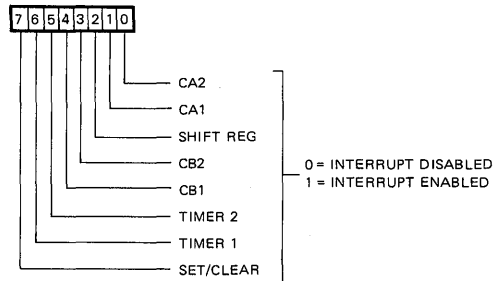 7 6 5 4 3 2 1 0
CA2
CA1
SHIFT REG
CB2
CB1
TIMER 2
TIMER 1
SET/CLEAR
0 = INTERRUPT DISABLED
1 = INTERRUPT ENABLED